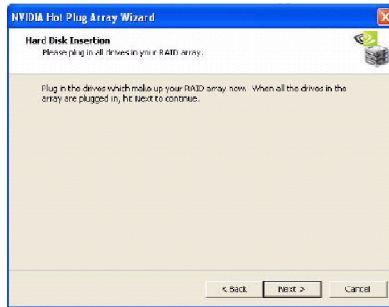 NVIDIA Hot Plug Array Wizard
Hard Disk Insertion
Please plug in all drives in your RAID array.
Plug in the drives which make up your RAID array now. When all the drives in the
array are plugged in, hit Next to continue.
< Back Next > Cancel